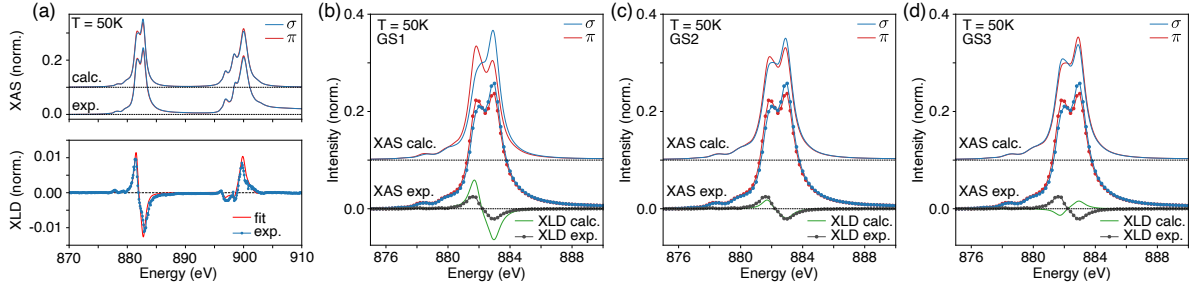 (a)
T = 50K
σ
π
XAS (norm.)
0.2
0.0
calc.
exp.
XLD (norm.)
0.01
0.00
-0.01
fit
exp.
870 880 890 900 910
Energy (eV)
(b)
T = 50K
GS1
σ
π
Intensity (norm.)
0.4
0.2
0.0
XAS calc.
XAS exp.
XLD calc.
XLD exp.
876 880 884 888
Energy (eV)
(c)
T = 50K
GS2
σ
π
Intensity (norm.)
0.4
0.2
0.0
XAS calc.
XAS exp.
XLD calc.
XLD exp.
876 880 884 888
Energy (eV)
(d)
T = 50K
GS3
σ
π
Intensity (norm.)
0.4
0.2
0.0
XAS calc.
XAS exp.
XLD calc.
XLD exp.
876 880 884 888
Energy (eV)